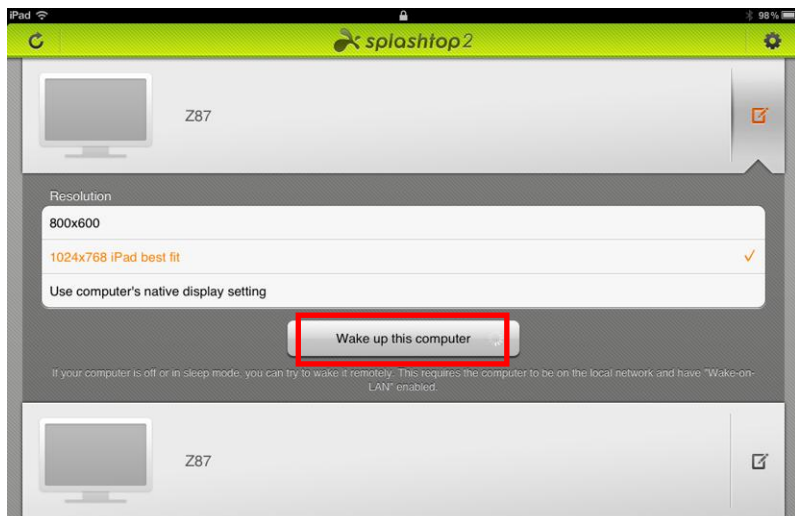 iPad 98%
splashtop2
Z87
Resolution
800x600
1024x768 iPad best fit
Use computer's native display setting
Wake up this computer
If your computer is off or in sleep mode, you can try to wake it remotely. This requires the computer to be on the local network and have "Wake-on-
LAN" enabled.
Z87